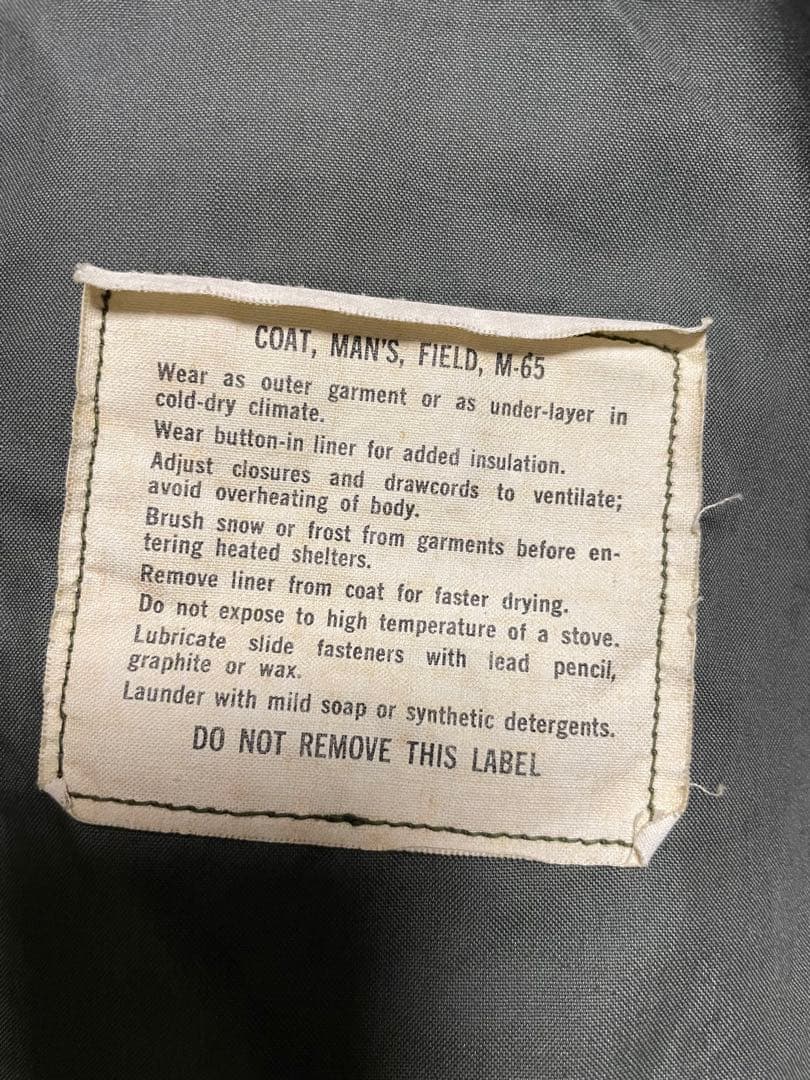 COAT, MAN'S, FIELD, M-65
Wear as outer garment or as under-layer in
cold-dry climate.
Wear button-in liner for added insulation.
Adjust closures and drawcords to ventilate;
avoid overheating of body.
Brush snow or frost from garments before en-
tering heated shelters.
Remove liner from coat for faster drying.
Do not expose to high temperature of a stove.
Lubricate slide fasteners with lead pencil,
graphite or wax.
Launder with mild soap or synthetic detergents.
DO NOT REMOVE THIS LABEL